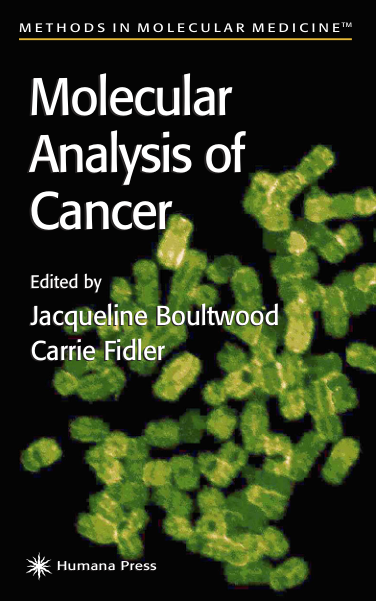 METHODS IN MOLECULAR MEDICINE™
Molecular
Analysis of
Cancer
Edited by
Jacqueline Boultwood
Carrie Fidler
Humana Press